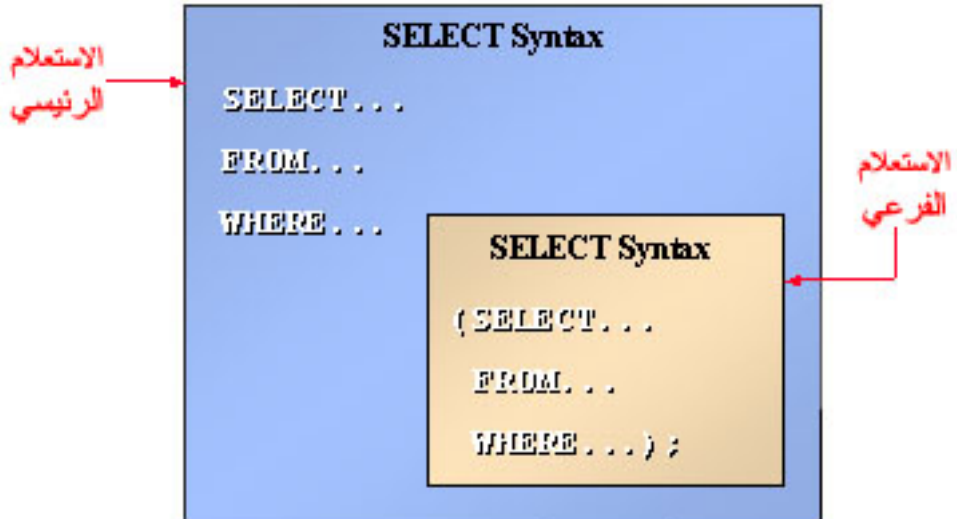 SELECT Syntax
الاستعلام
الرئيسي
SELECT...
FROM...
WHERE...
الاستعلام
الفرعي
SELECT Syntax
(SELECT...
FROM...
WHERE...);